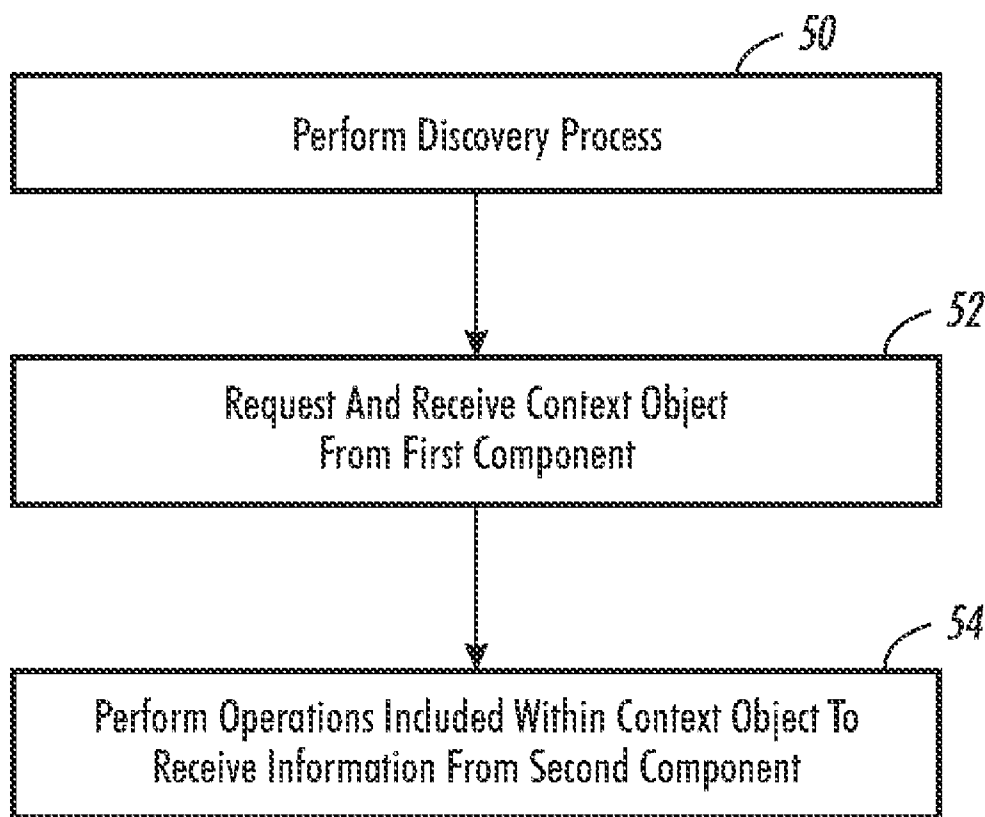 50
Perform Discovery Process
52
Request And Receive Context Object
From First Component
54
Perform Operations Included Within Context Object To
Receive Information From Second Component